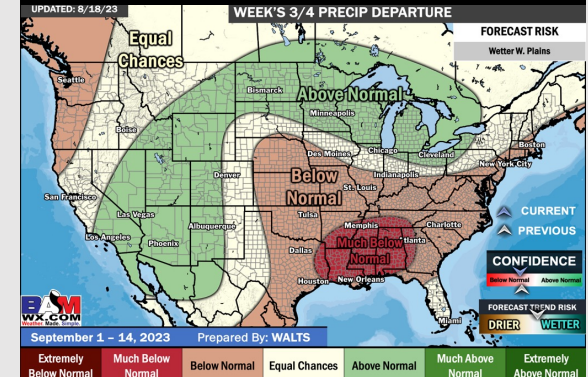 UPDATED: 8/18/23
WEEK'S 3/4 PRECIP DEPARTURE
FORECAST RISK
Wetter W. Plains
Equal
Chances
Seattle
Bismarck
Above Normal
Minneapolis
Boise
Boston
Des Moines
Chicago
Cleveland
New York City
Denver
Below
Normal
Indianapolis
St. Louis
San Francisco
Las Vegas
Tulsa
Memphis
Charlotte
CURRENT
Los Angeles
Albuquerque
PREVIOUS
Phoenix
Dallas
Much Below
Normal
Atlanta
CONFIDENCE
Below Normal
Above Normal
Houston
New Orleans
BAM
WX.COM
Weather. Made. Simple.
Miami
FORECAST TREND RISK
DRIER
WETTER
September 1 – 14, 2023
Prepared By: WALTS
Extremely
Below Normal
Much Below
Normal
Below Normal
Equal Chances
Above Normal
Much Above
Normal
Extremely
Above Normal